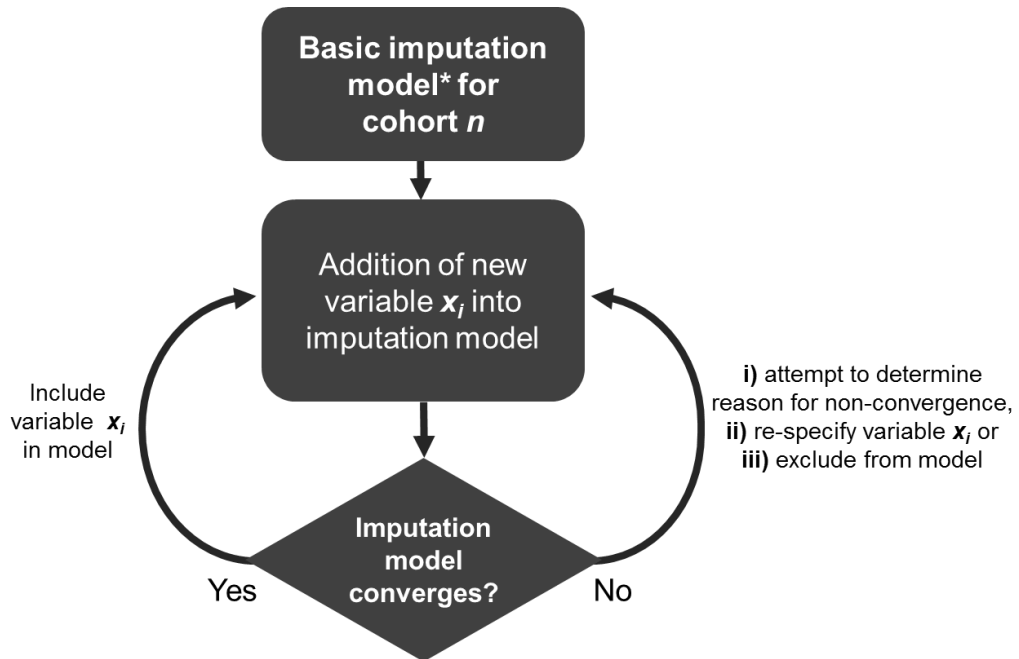 Basic imputation
model* for
cohort n
Addition of new
variable xᵢ into
imputation model
Include
variable xᵢ
in model
i) attempt to determine
reason for non-convergence,
ii) re-specify variable xᵢ or
iii) exclude from model
Imputation
model
converges?
Yes
No